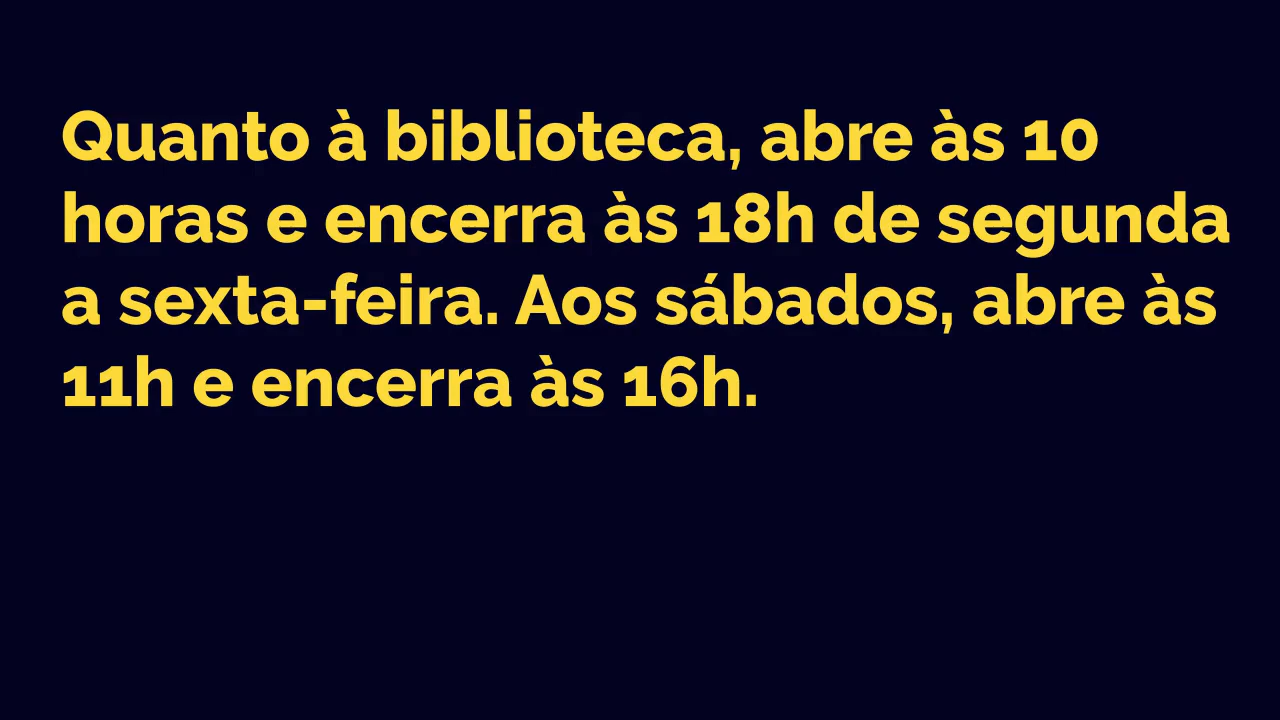 Quanto à biblioteca, abre às 10
horas e encerra às 18h de segunda
a sexta-feira. Aos sábados, abre às
11h e encerra às 16h.